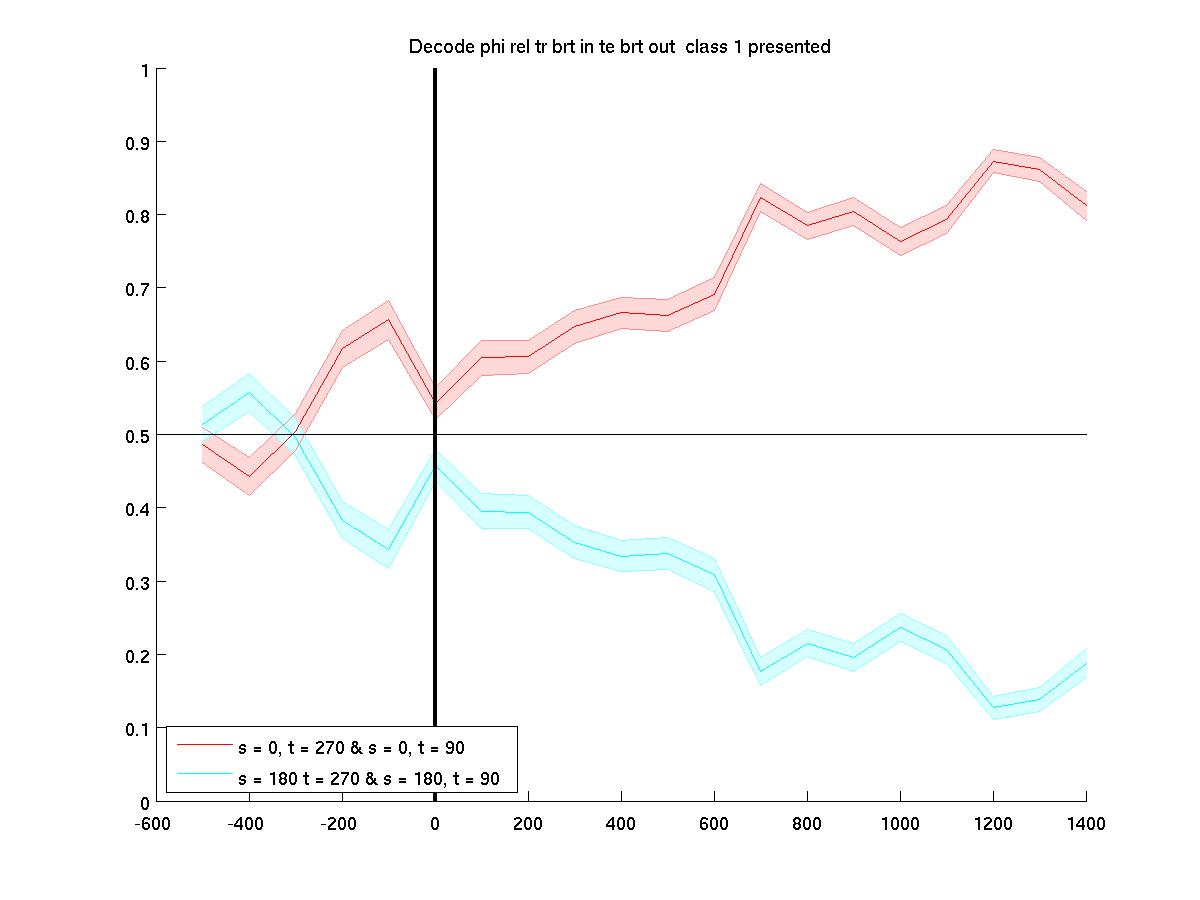 Decode phi rel tr brt in te brt out  class 1 presented
1
0.9
0.8
0.7
0.6
0.5
0.4
0.3
0.2
0.1
0
s = 0, t = 270 & s = 0, t = 90
s = 180 t = 270 & s = 180, t = 90
-600 -400 -200 0 200 400 600 800 1000 1200 1400